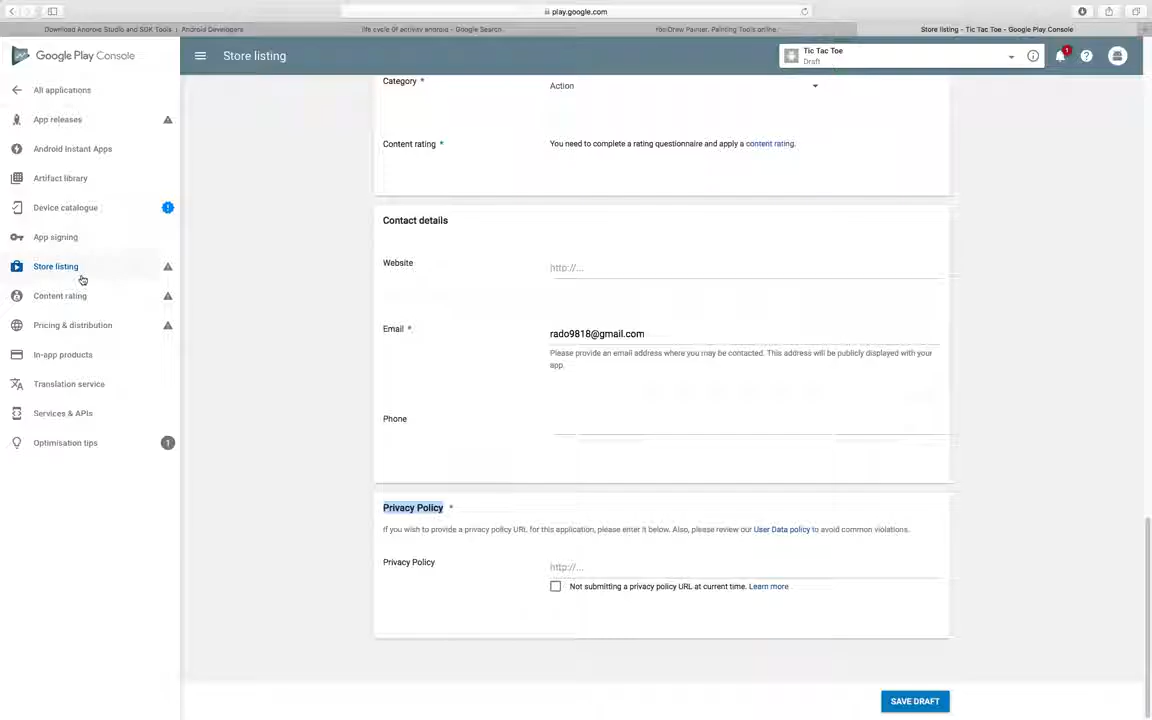 play.google.com
Download Android Studio and SDK Tools | Android Developers
life cycle of activity android - Google Search
YouiDraw Painter. Painting Tools online.
Store listing - Tic Tac Toe - Google Play Console
Google Play Console
Store listing
Tic Tac Toe
Draft
1
All applications
App releases
Android Instant Apps
Artifact library
Device catalogue
App signing
Store listing
Content rating
Pricing & distribution
In-app products
Translation service
Services & APIs
Optimisation tips
1
Category *
Action
Content rating *
You need to complete a rating questionnaire and apply a content rating.
Contact details
Website
http://...
Email *
rado9818@gmail.com
Please provide an email address where you may be contacted. This address will be publicly displayed with your
app.
Phone
Privacy Policy *
If you wish to provide a privacy policy URL for this application, please enter it below. Also, please review our User Data policy to avoid common violations.
Privacy Policy
http://...
Not submitting a privacy policy URL at current time. Learn more
SAVE DRAFT